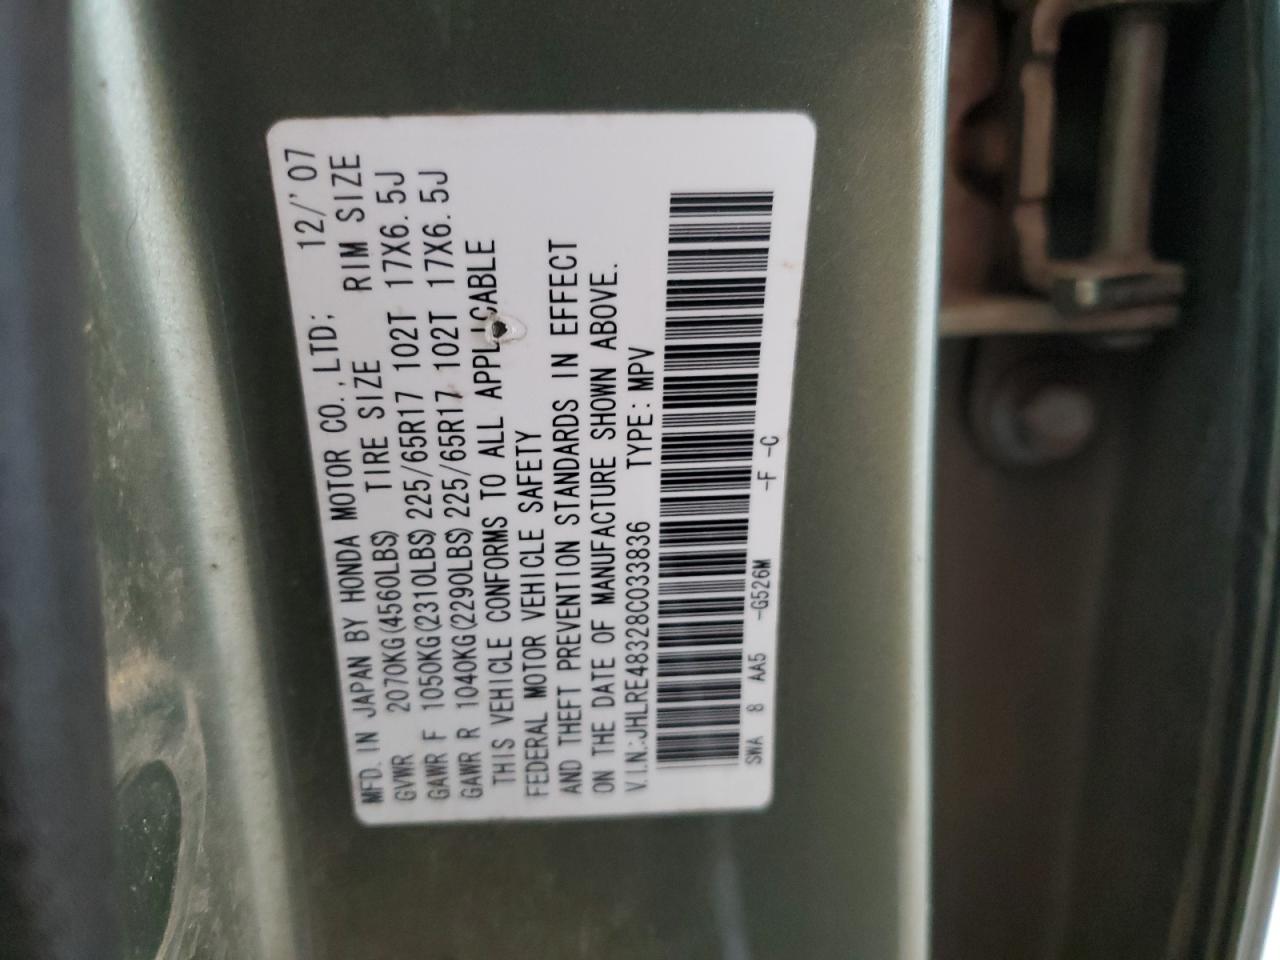 MFD. IN JAPAN BY HONDA MOTOR CO., LTD; 12/'07
GVWR 2070KG(4560LBS) TIRE SIZE RIM SIZE
GAWR F 1050KG(2310LBS) 225/65R17 102T 17X6.5J
GAWR R 1040KG(2290LBS) 225/65R17 102T 17X6.5J
THIS VEHICLE CONFORMS TO ALL APPLICABLE
FEDERAL MOTOR VEHICLE SAFETY
AND THEFT PREVENTION STANDARDS IN EFFECT
ON THE DATE OF MANUFACTURE SHOWN ABOVE.
V.I.N.:JHLRE48328C033836 TYPE: MPV
SWA 8 AA5 -G526M -F -C